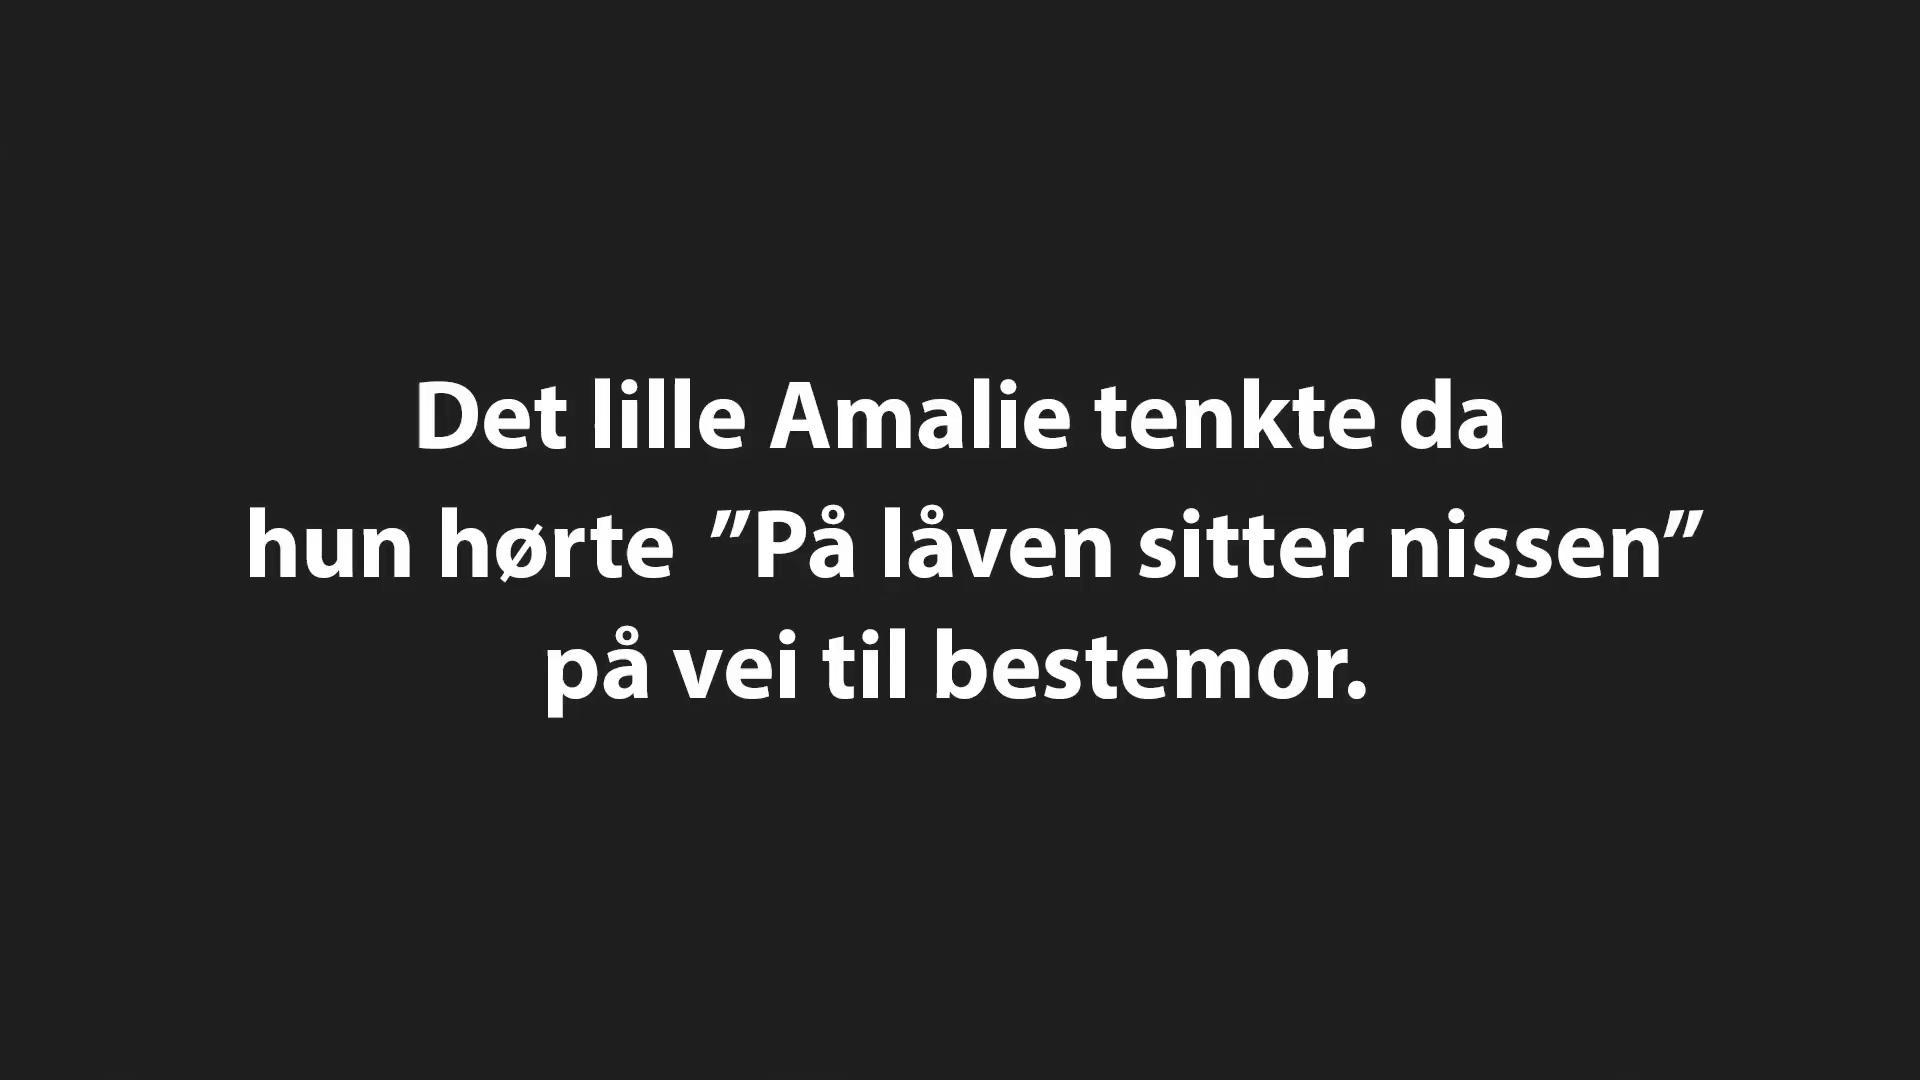 Det lille Amalie tenkte da
hun hørte ”På låven sitter nissen”
på vei til bestemor.